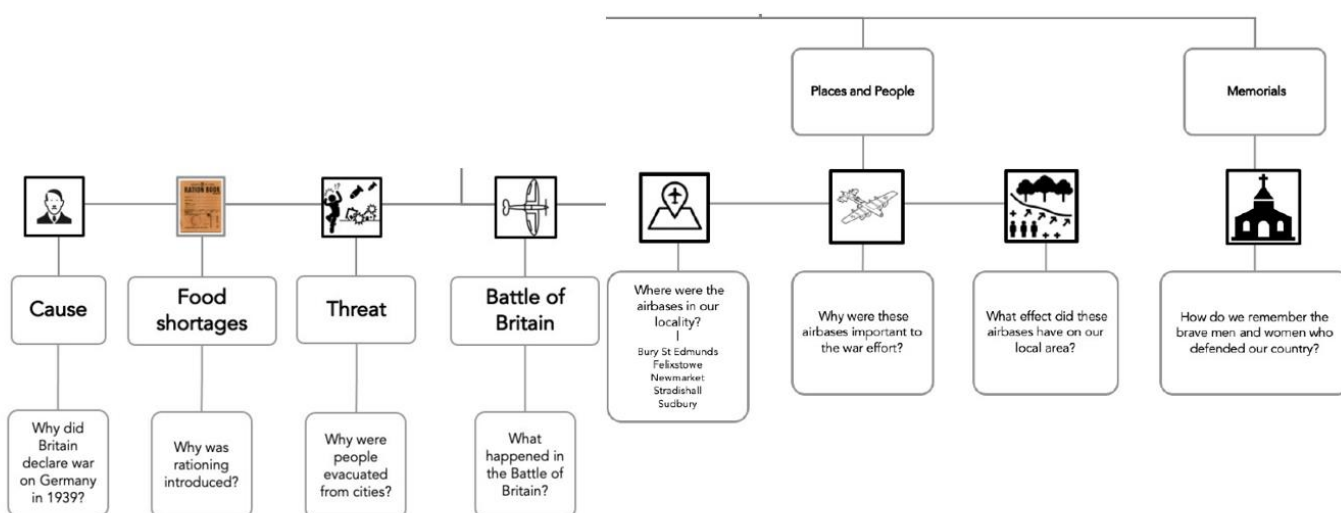 Places and People
Memorials
RATION BOOK
Cause
Food
shortages
Threat
Battle of
Britain
Where were the
airbases in our
locality?
Bury St Edmunds
Felixstowe
Newmarket
Stradishall
Sudbury
Why were these
airbases important to
the war effort?
What effect did these
airbases have on our
local area?
How do we remember the
brave men and women who
defended our country?
Why did
Britain
declare war
on Germany
in 1939?
Why was
rationing
introduced?
Why were
people
evacuated
from cities?
What
happened in
the Battle of
Britain?